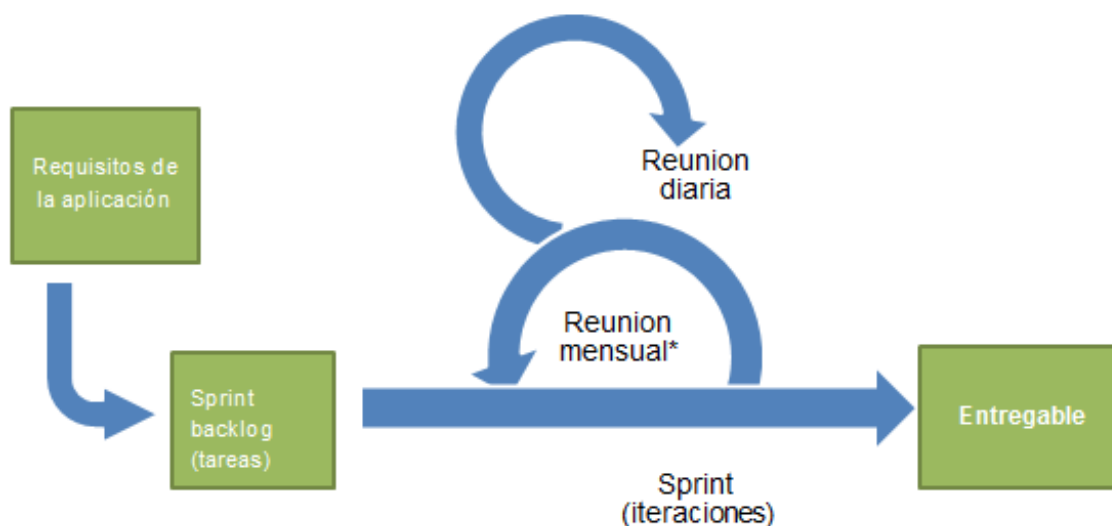 Requisitos de
la aplicación
Sprint
backlog
(tareas)
Reunion
diaria
Reunion
mensual*
Sprint
(iteraciones)
Entregable